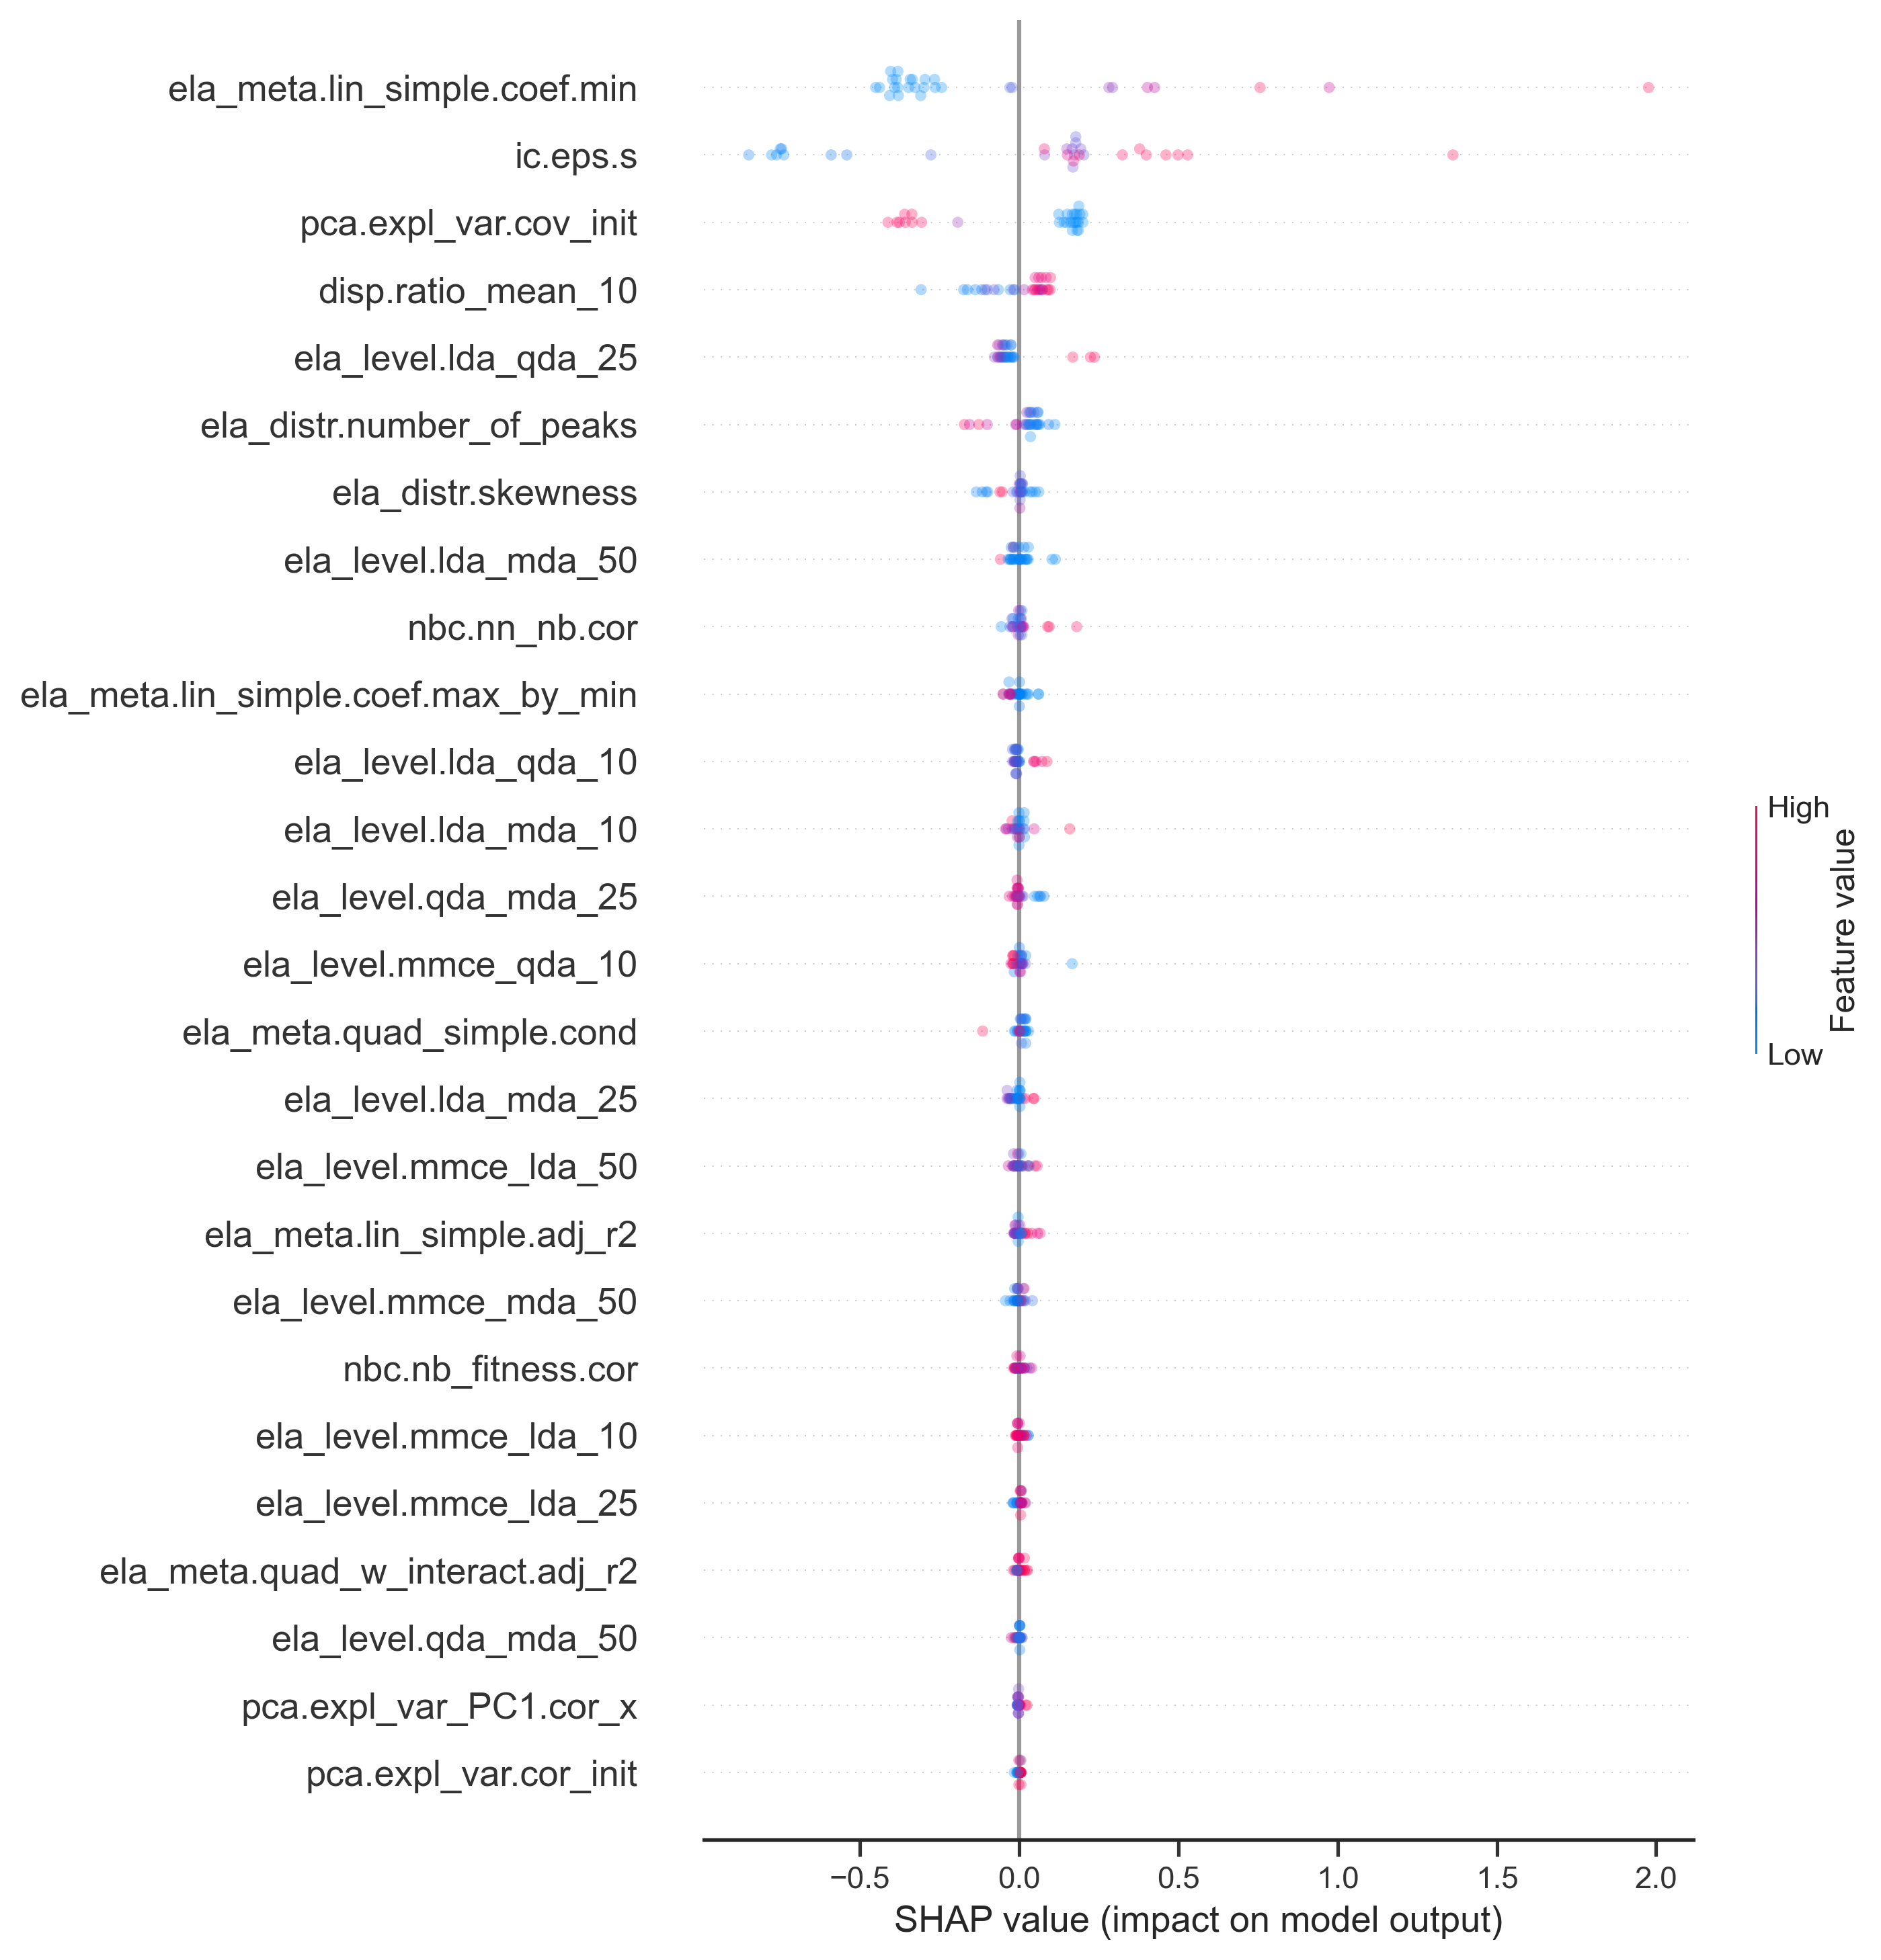 ela_meta.lin_simple.coef.min
ic.eps.s
pca.expl_var.cov_init
disp.ratio_mean_10
ela_level.lda_qda_25
ela_distr.number_of_peaks
ela_distr.skewness
ela_level.lda_mda_50
nbc.nn_nb.cor
ela_meta.lin_simple.coef.max_by_min
ela_level.lda_qda_10
ela_level.lda_mda_10
ela_level.qda_mda_25
ela_level.mmce_qda_10
ela_meta.quad_simple.cond
ela_level.lda_mda_25
ela_level.mmce_lda_50
ela_meta.lin_simple.adj_r2
ela_level.mmce_mda_50
nbc.nb_fitness.cor
ela_level.mmce_lda_10
ela_level.mmce_lda_25
ela_meta.quad_w_interact.adj_r2
ela_level.qda_mda_50
pca.expl_var_PC1.cor_x
pca.expl_var.cor_init
−0.5 0.0 0.5 1.0 1.5 2.0
SHAP value (impact on model output)
High
Feature value
Low